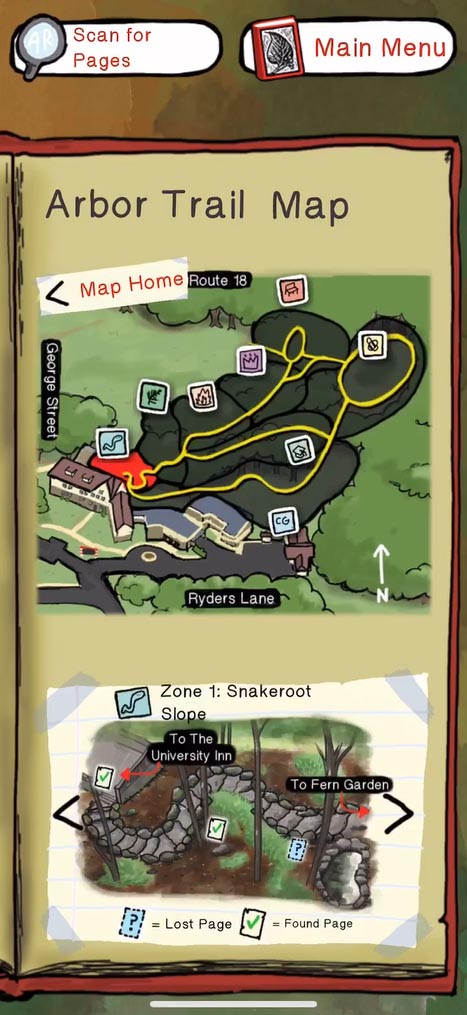 AR
Scan for
Pages
Main Menu
Arbor Trail Map
< Map Home
Route 18
George Street
CG
N
Ryders Lane
Zone 1: Snakeroot
Slope
To The
University Inn
To Fern Garden
?
? = Lost Page
= Found Page